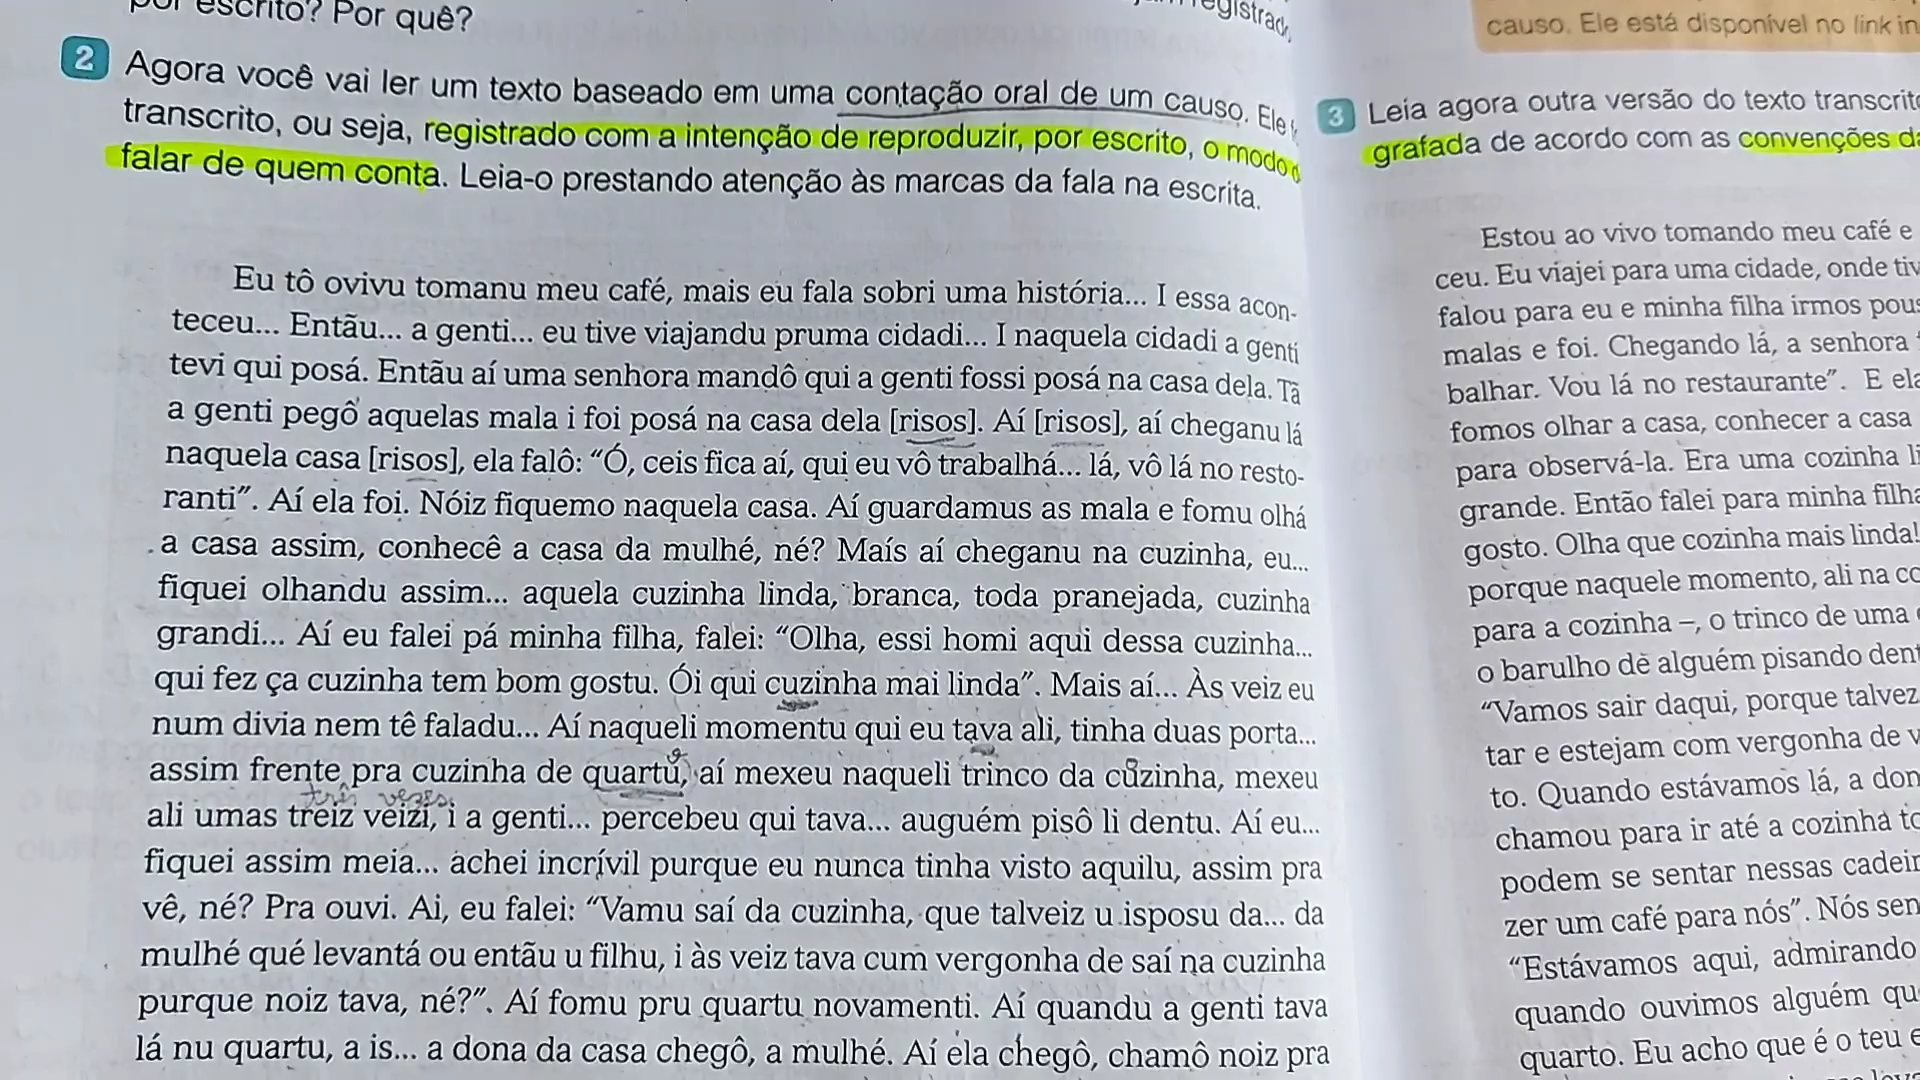 por escrito? Por quê?
2 Agora você vai ler um texto baseado em uma contação oral de um causo. Ele
transcrito, ou seja, registrado com a intenção de reproduzir, por escrito, o modo
falar de quem conta. Leia-o prestando atenção às marcas da fala na escrita.
Eu tô ovivu tomanu meu café, mais eu fala sobri uma história... I essa acon-
teceu... Entãu... a genti... eu tive viajandu pruma cidadi... I naquela cidadi a genti
tevi qui posá. Entãu aí uma senhora mandô qui a genti fossi posá na casa dela. Tã
a genti pegô aquelas mala i foi posá na casa dela [risos]. Aí [risos], aí cheganu lá
naquela casa [risos], ela falô: “Ó, ceis fica aí, qui eu vô trabalhá... lá, vô lá no resto-
ranti”. Aí ela foi. Nóiz fiquemo naquela casa. Aí guardamus as mala e fomu olhá
a casa assim, conhecê a casa da mulhé, né? Maís aí cheganu na cuzinha, eu...
fiquei olhandu assim... aquela cuzinha linda, branca, toda pranejada, cuzinha
grandi... Aí eu falei pá minha filha, falei: “Olha, essi homi aqui dessa cuzinha...
qui fez ça cuzinha tem bom gostu. Ói qui cuzinha mai linda”. Mais aí... Às veiz eu
num divia nem tê faladu... Aí naqueli momentu qui eu tava ali, tinha duas porta...
assim frente pra cuzinha de quartu, aí mexeu naqueli trinco da cuzinha, mexeu
três vezes
ali umas treiz veizi, i a genti... percebeu qui tava... auguém pisô li dentu. Aí eu...
fiquei assim meia... achei incrívil purque eu nunca tinha visto aquilu, assim pra
vê, né? Pra ouvi. Ai, eu falei: “Vamu saí da cuzinha, que talveiz u isposu da... da
mulhé qué levantá ou entãu u filhu, i às veiz tava cum vergonha de saí na cuzinha
purque noiz tava, né?”. Aí fomu pru quartu novamenti. Aí quandu a genti tava
lá nu quartu, a is... a dona da casa chegô, a mulhé. Aí ela chegô, chamô noiz pra
causo. Ele está disponível no link in
3 Leia agora outra versão do texto transcrito
grafada de acordo com as convenções da
Estou ao vivo tomando meu café e
ceu. Eu viajei para uma cidade, onde tiv
falou para eu e minha filha irmos pous
malas e foi. Chegando lá, a senhora
balhar. Vou lá no restaurante”. E ela
fomos olhar a casa, conhecer a casa
para observá-la. Era uma cozinha li
grande. Então falei para minha filha
gosto. Olha que cozinha mais linda!
porque naquele momento, ali na co
para a cozinha –, o trinco de uma
o barulho de alguém pisando dent
“Vamos sair daqui, porque talvez
tar e estejam com vergonha de v
to. Quando estávamos lá, a don
chamou para ir até a cozinha to
podem se sentar nessas cadeir
zer um café para nós”. Nós sen
“Estávamos aqui, admirando
quando ouvimos alguém qu
quarto. Eu acho que é o teu e